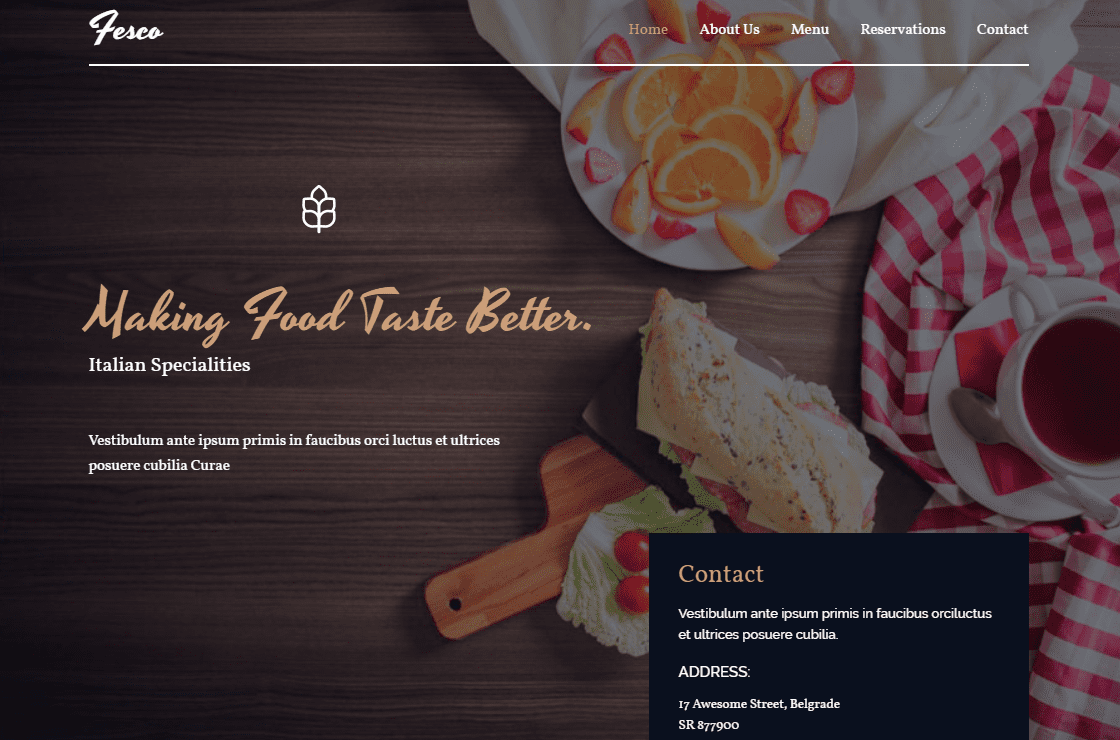 Fesco
Home About Us Menu Reservations Contact
Making Food Taste Better.
Italian Specialities
Vestibulum ante ipsum primis in faucibus orci luctus et ultrices
posuere cubilia Curae
Contact
Vestibulum ante ipsum primis in faucibus orciluctus
et ultrices posuere cubilia.
ADDRESS:
17 Awesome Street, Belgrade
SR 877900